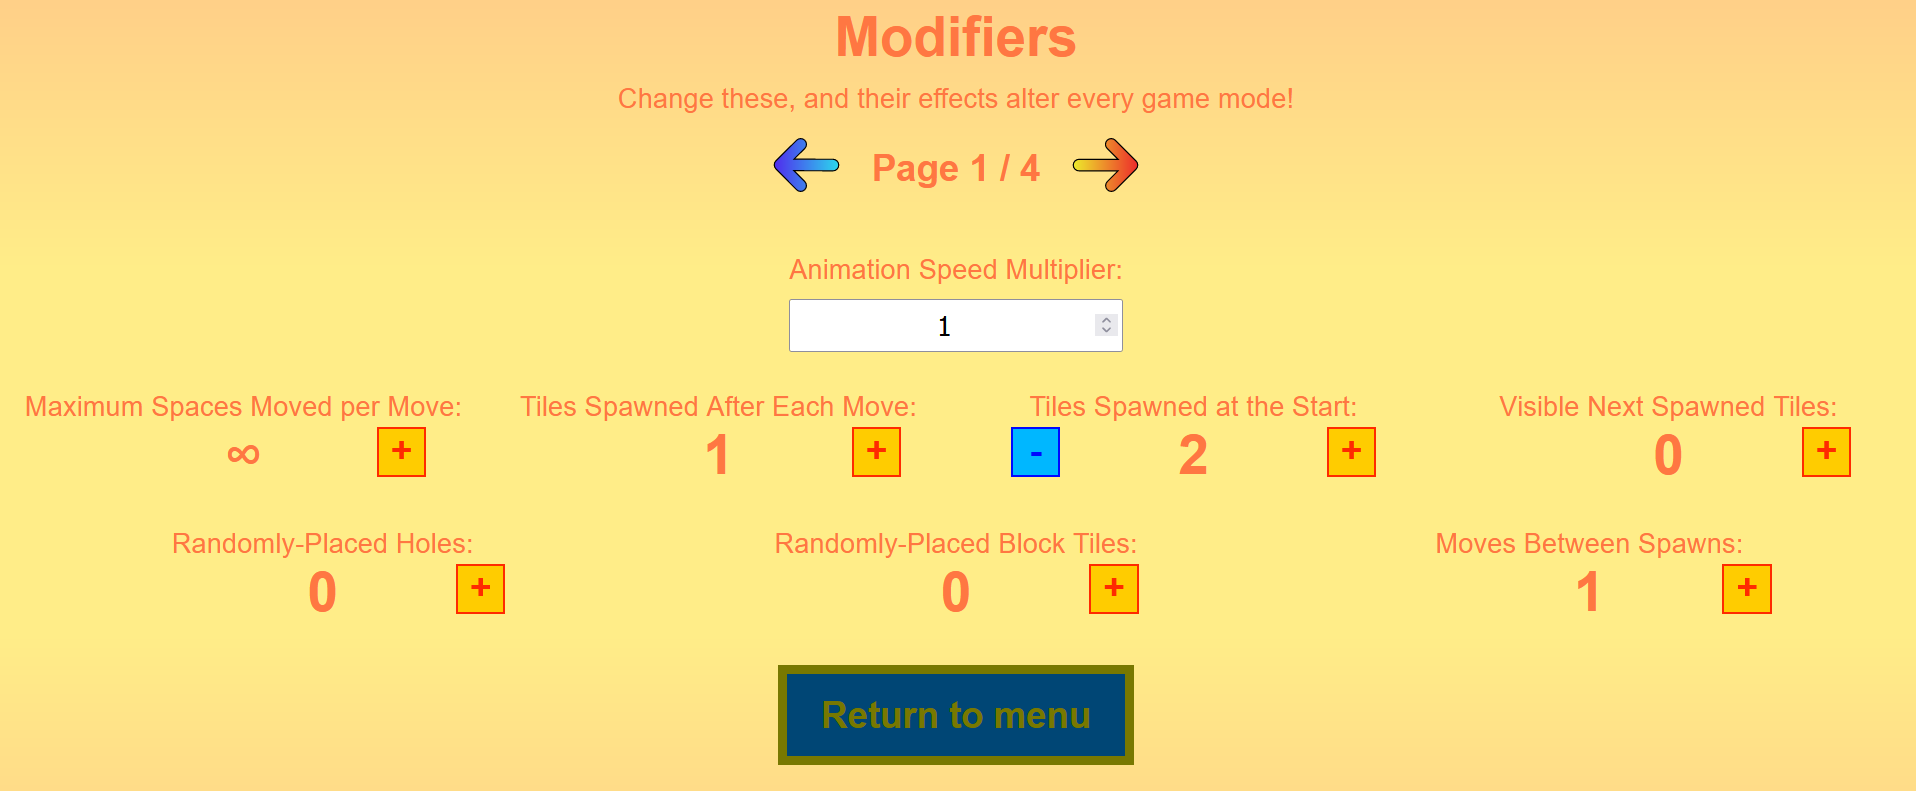 Modifiers
Change these, and their effects alter every game mode!
Page 1 / 4
Animation Speed Multiplier:
1
Maximum Spaces Moved per Move: Tiles Spawned After Each Move: Tiles Spawned at the Start: Visible Next Spawned Tiles:
∞ + 1 + - 2 + 0 +
Randomly-Placed Holes: Randomly-Placed Block Tiles: Moves Between Spawns:
0 + 0 + 1 +
Return to menu